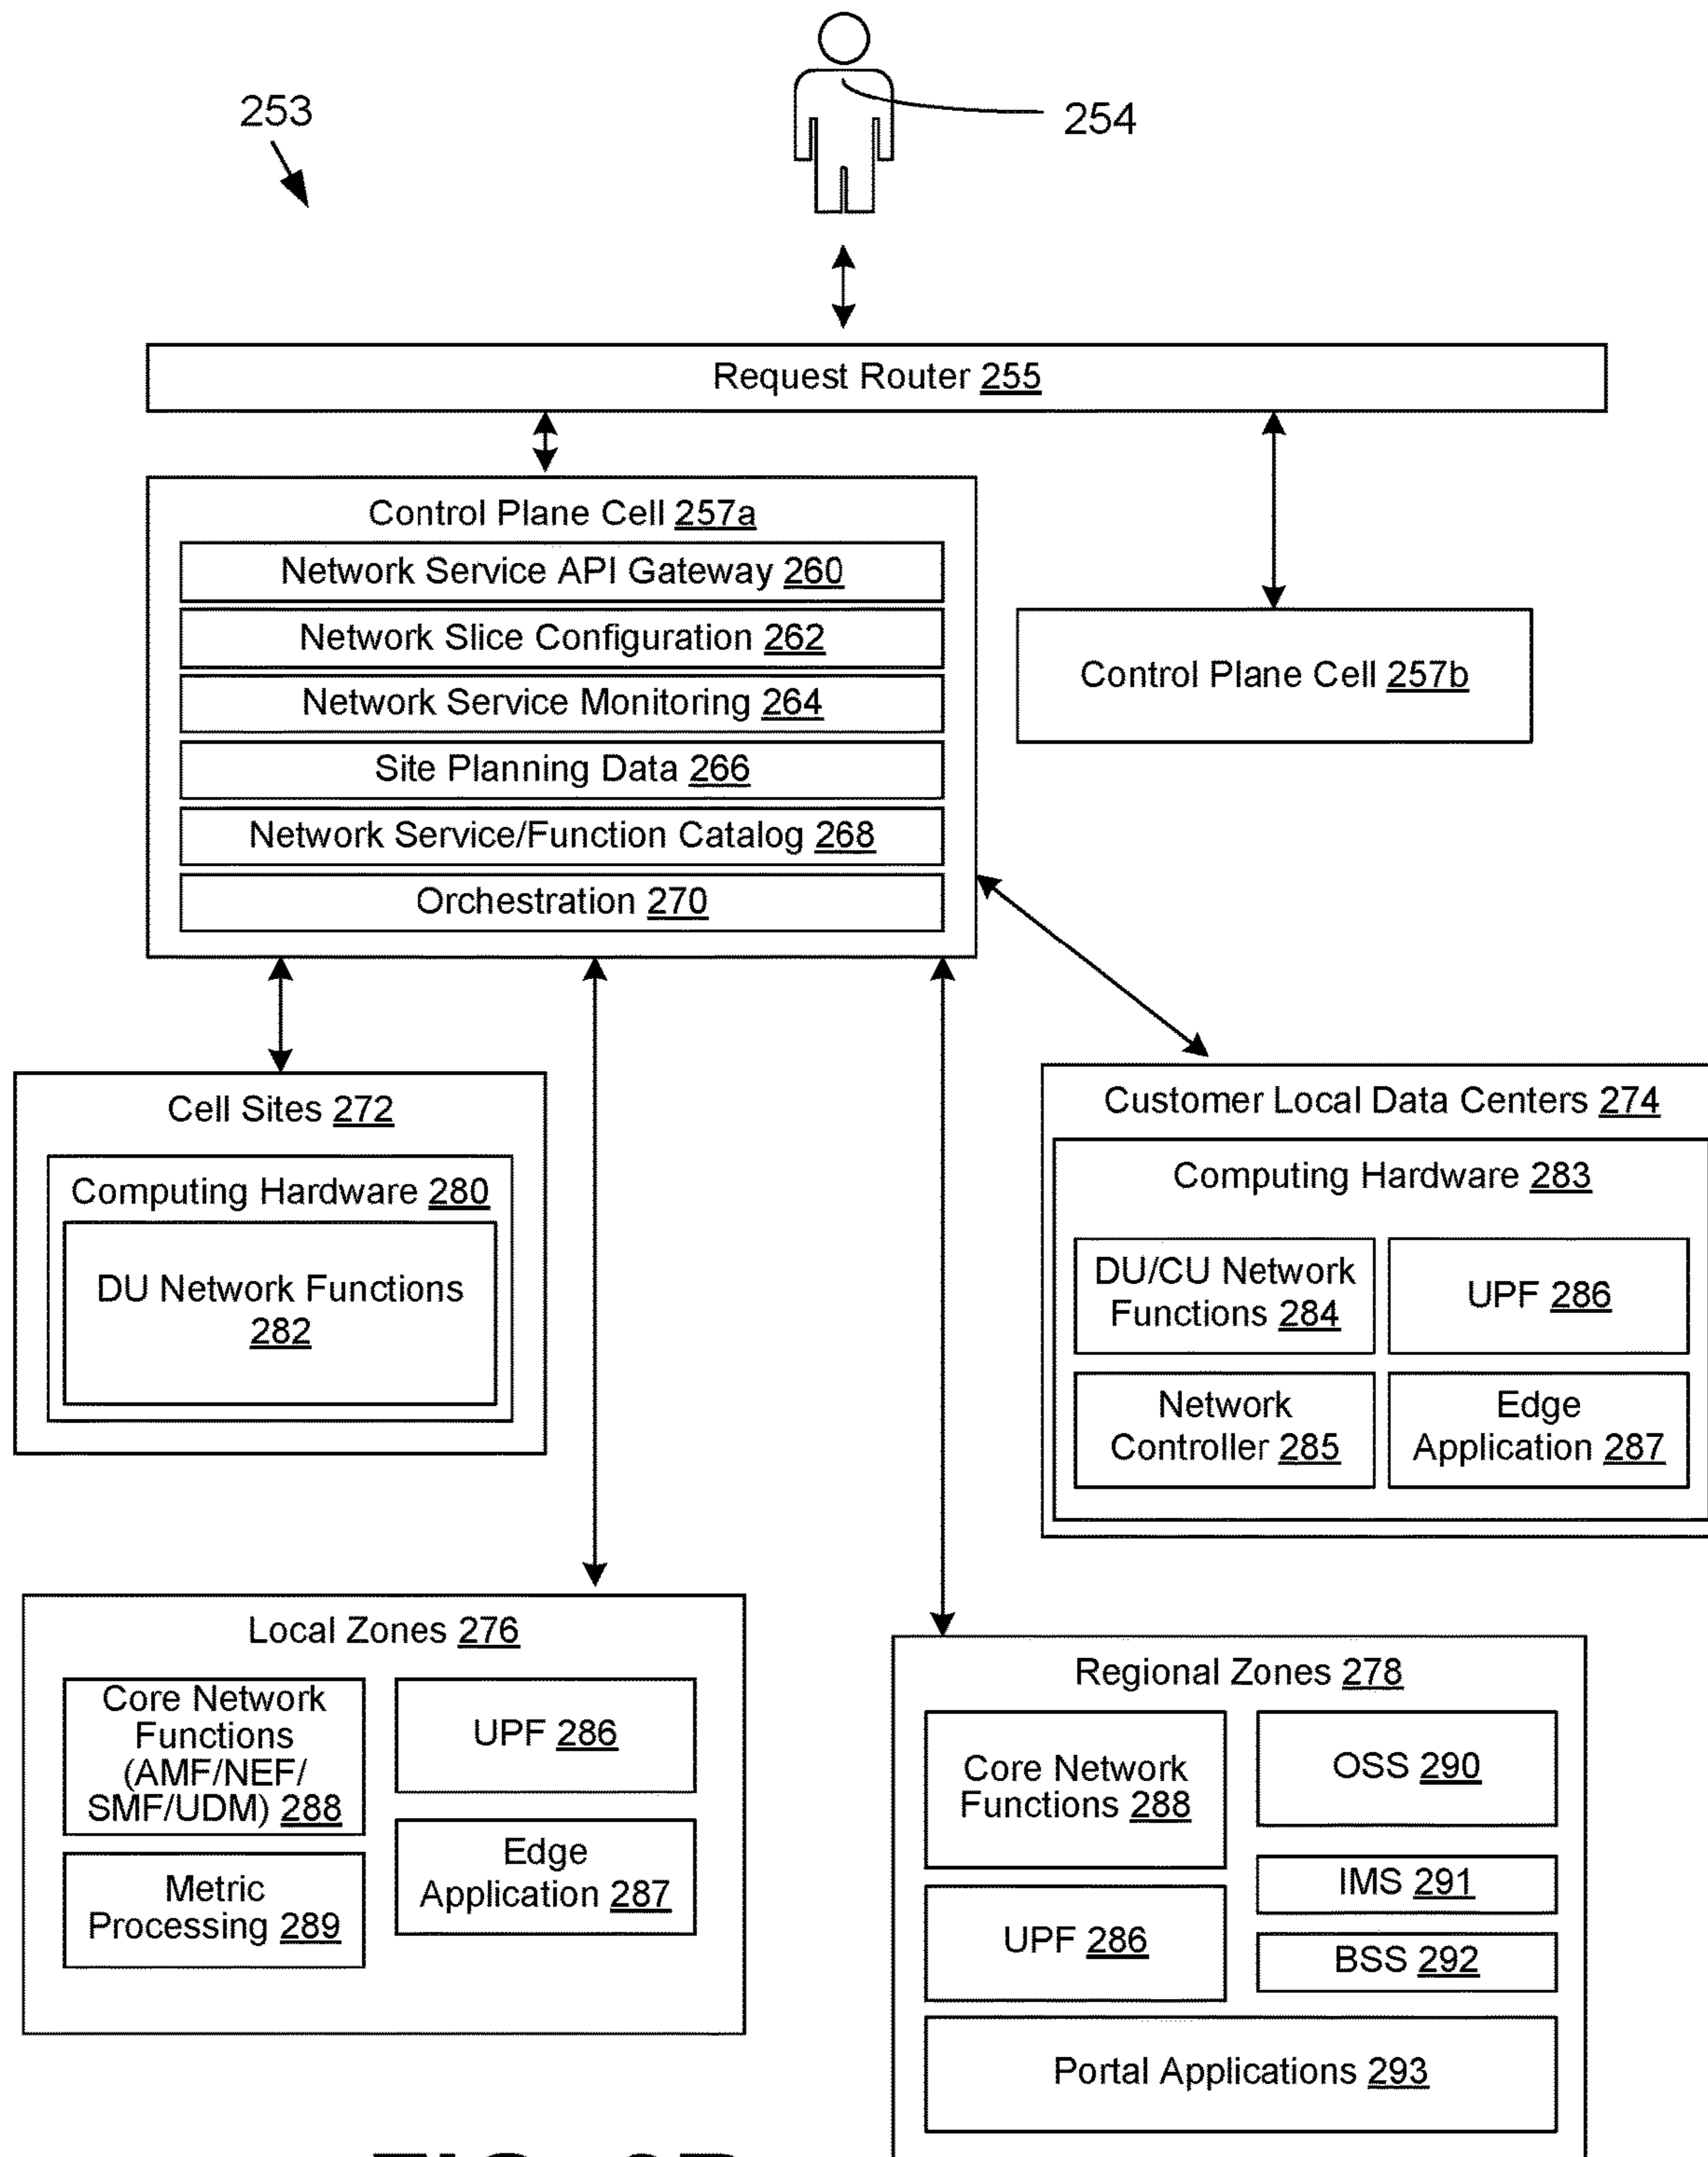 253
254
Request Router 255
Control Plane Cell 257a
Network Service API Gateway 260
Network Slice Configuration 262
Network Service Monitoring 264
Site Planning Data 266
Network Service/Function Catalog 268
Orchestration 270
Control Plane Cell 257b
Cell Sites 272
Computing Hardware 280
DU Network Functions
282
Customer Local Data Centers 274
Computing Hardware 283
DU/CU Network
Functions 284
UPF 286
Network
Controller 285
Edge
Application 287
Local Zones 276
Core Network
Functions
(AMF/NEF/
SMF/UDM) 288
UPF 286
Metric
Processing 289
Edge
Application 287
Regional Zones 278
Core Network
Functions 288
OSS 290
IMS 291
UPF 286
BSS 292
Portal Applications 293